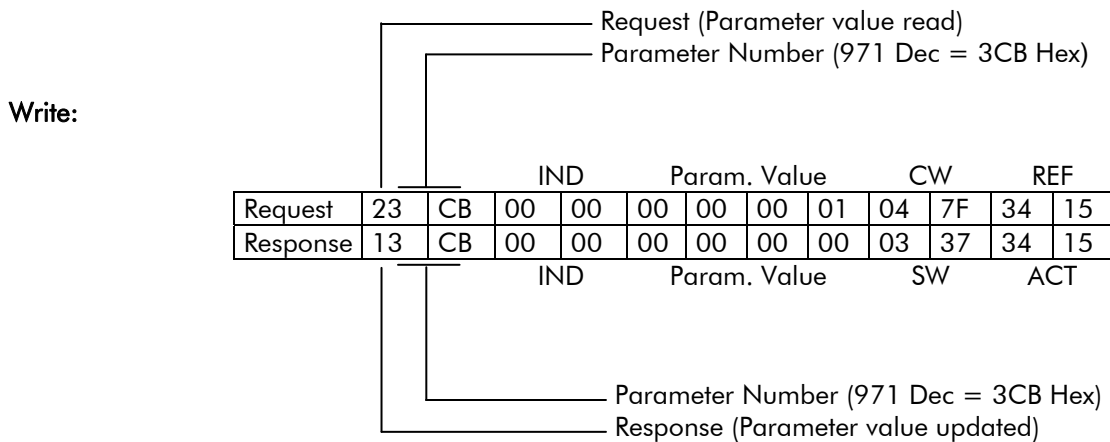 Request (Parameter value read)
Parameter Number (971 Dec = 3CB Hex)
Write:
IND Param. Value CW REF
Request 23 CB 00 00 00 00 00 01 04 7F 34 15
Response 13 CB 00 00 00 00 00 00 03 37 34 15
IND Param. Value SW ACT
Parameter Number (971 Dec = 3CB Hex)
Response (Parameter value updated)